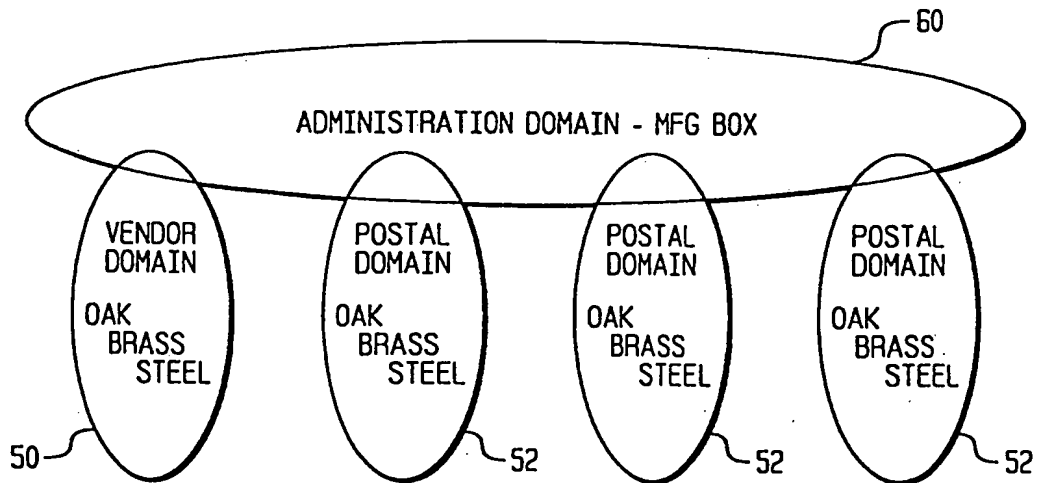 60
ADMINISTRATION DOMAIN - MFG BOX
VENDOR
DOMAIN
OAK
BRASS
STEEL
POSTAL
DOMAIN
OAK
BRASS
STEEL
POSTAL
DOMAIN
OAK
BRASS
STEEL
POSTAL
DOMAIN
OAK
BRASS
STEEL
50
52
52
52